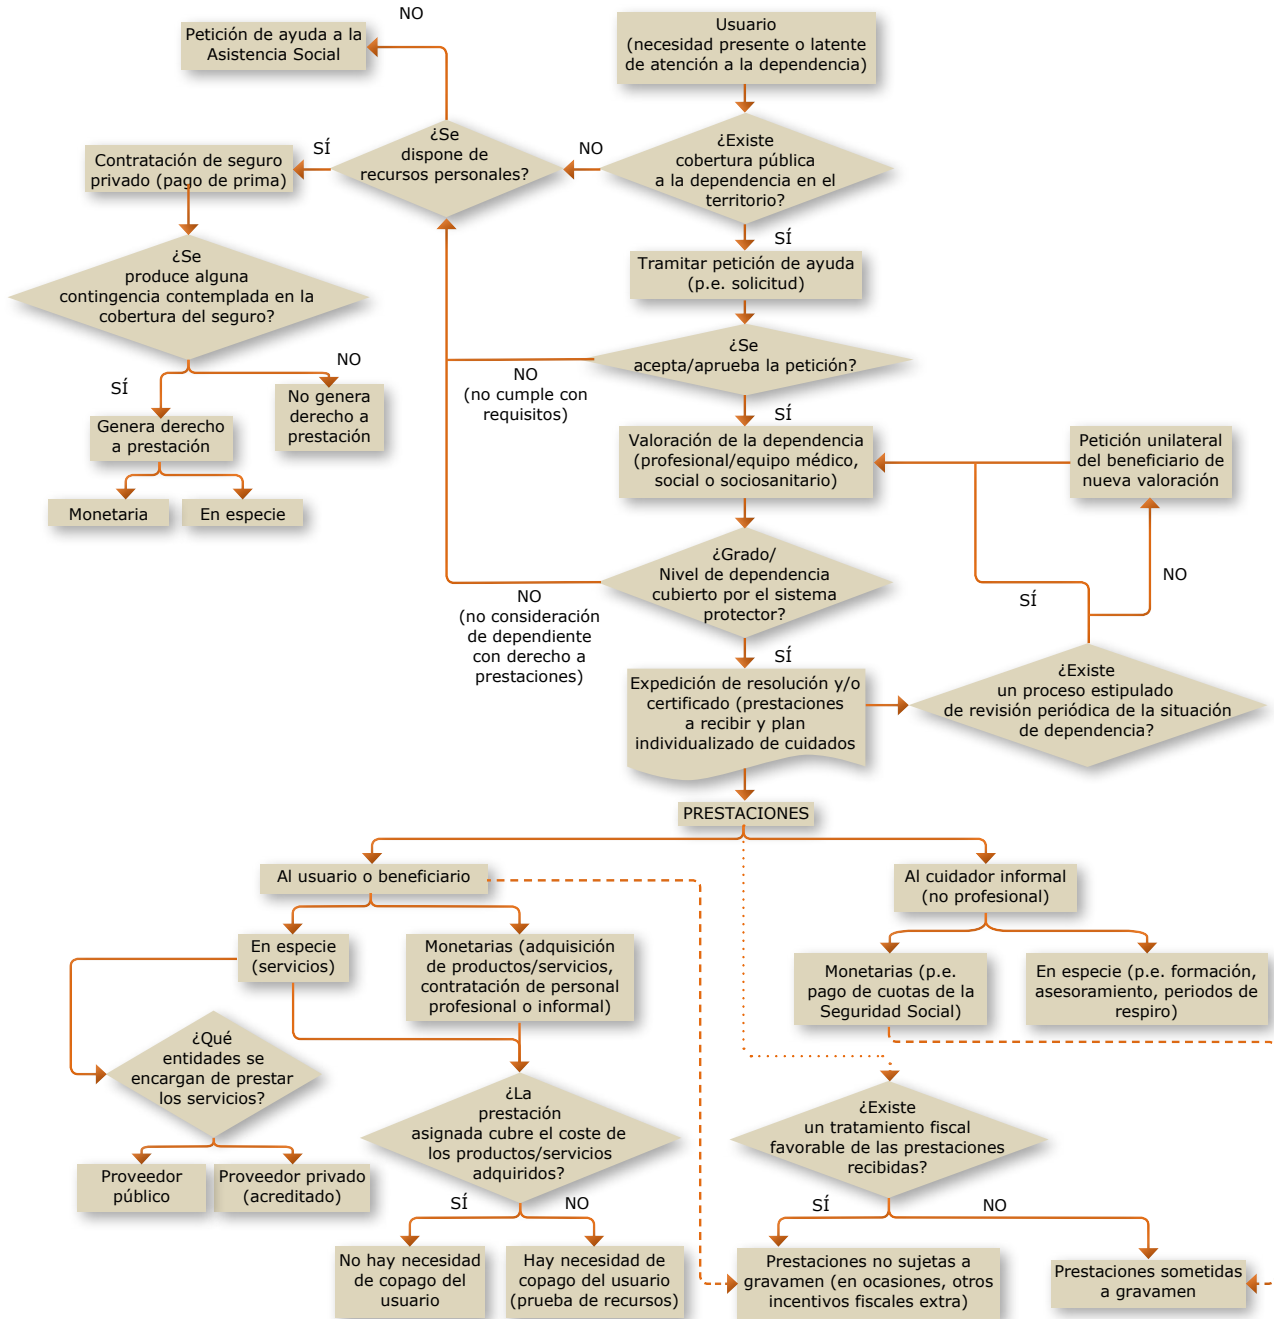 NO
Petición de ayuda a la
Asistencia Social
Usuario
(necesidad presente o latente
de atención a la dependencia)
¿Se
dispone de
recursos personales?
SÍ
NO
¿Existe
cobertura pública
a la dependencia en el
territorio?
Contratación de seguro
privado (pago de prima)
SÍ
Tramitar petición de ayuda
(p.e. solicitud)
¿Se
produce alguna
contingencia contemplada en la
cobertura del seguro?
¿Se
acepta/aprueba la petición?
NO
(no cumple con
requisitos)
SÍ
NO
SÍ
No genera
derecho a
prestación
Genera derecho
a prestación
Monetaria
En especie
Valoración de la dependencia
(profesional/equipo médico,
social o sociosanitario)
Petición unilateral
del beneficiario de
nueva valoración
¿Grado/
Nivel de dependencia
cubierto por el sistema
protector?
NO
SÍ
NO
(no consideración
de dependiente
con derecho a
prestaciones)
SÍ
Expedición de resolución y/o
certificado (prestaciones
a recibir y plan
individualizado de cuidados
¿Existe
un proceso estipulado
de revisión periódica de la situación
de dependencia?
PRESTACIONES
Al usuario o beneficiario
Al cuidador informal
(no profesional)
En especie
(servicios)
Monetarias (adquisición
de productos/servicios,
contratación de personal
profesional o informal)
Monetarias (p.e.
pago de cuotas de la
Seguridad Social)
En especie (p.e. formación,
asesoramiento, periodos de
respiro)
¿Qué
entidades se
encargan de prestar
los servicios?
¿La
prestación
asignada cubre el coste de
los productos/servicios
adquiridos?
¿Existe
un tratamiento fiscal
favorable de las prestaciones
recibidas?
Proveedor
público
Proveedor privado
(acreditado)
SÍ
NO
SÍ
NO
No hay necesidad
de copago del
usuario
Hay necesidad de
copago del usuario
(prueba de recursos)
Prestaciones no sujetas a
gravamen (en ocasiones, otros
incentivos fiscales extra)
Prestaciones sometidas
a gravamen